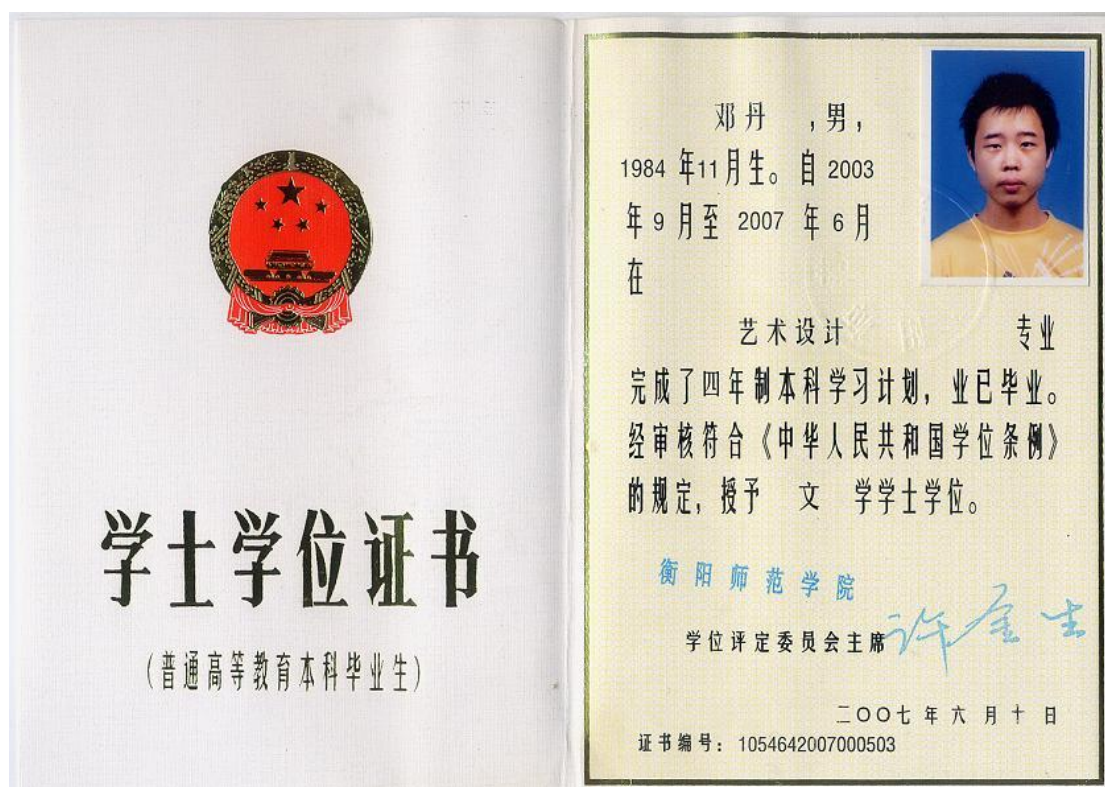 学士学位证书
(普通高等教育本科毕业生)
邓丹 ,男,
1984 年11月生。自 2003
年 9 月至 2007 年 6 月
在
艺术设计 专业
完成了四年制本科学习计划,业已毕业。
经审核符合《中华人民共和国学位条例》
的规定,授予 文 学学士学位。
衡阳师范学院
学位评定委员会主席 许金生
二〇〇七年六月十日
证书编号:1054642007000503